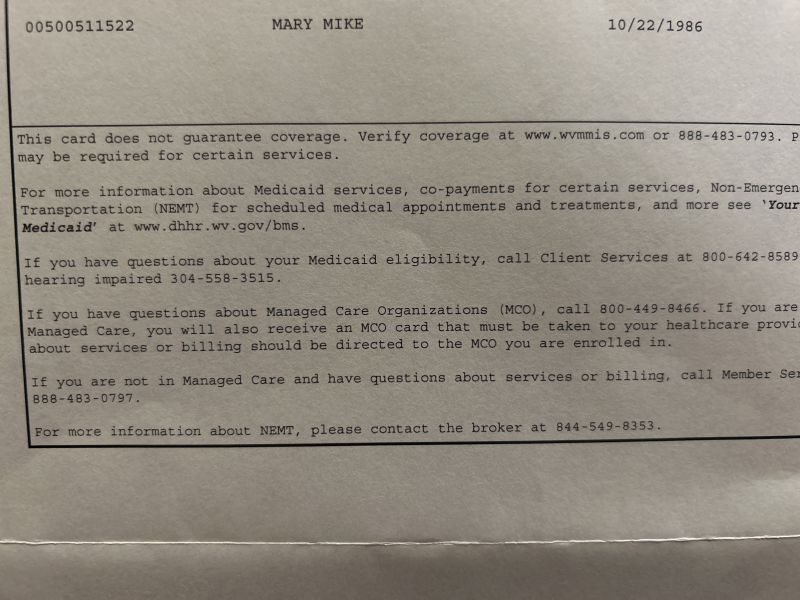 00500511522 MARY MIKE 10/22/1986
This card does not guarantee coverage. Verify coverage at www.wvmmis.com or 888-483-0793. P
may be required for certain services.
For more information about Medicaid services, co-payments for certain services, Non-Emergen
Transportation (NEMT) for scheduled medical appointments and treatments, and more see 'Your
Medicaid' at www.dhhr.wv.gov/bms.
If you have questions about your Medicaid eligibility, call Client Services at 800-642-8589
hearing impaired 304-558-3515.
If you have questions about Managed Care Organizations (MCO), call 800-449-8466. If you are
Managed Care, you will also receive an MCO card that must be taken to your healthcare provi
about services or billing should be directed to the MCO you are enrolled in.
If you are not in Managed Care and have questions about services or billing, call Member Ser
888-483-0797.
For more information about NEMT, please contact the broker at 844-549-8353.